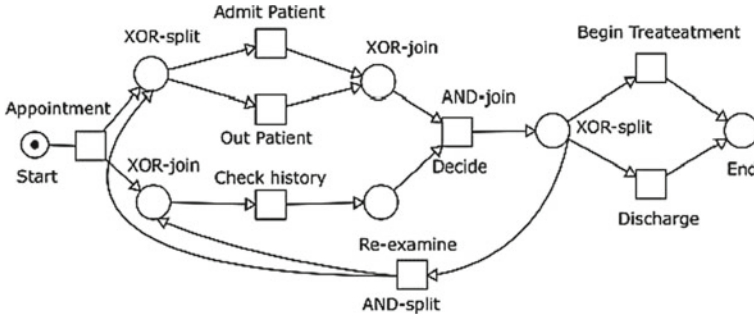 Admit Patient
XOR-split
XOR-join
Begin Treateatment
Appointment
AND-join
Out Patient
XOR-split
XOR-join
Check history
Decide
Start
End
Discharge
Re-examine
AND-split